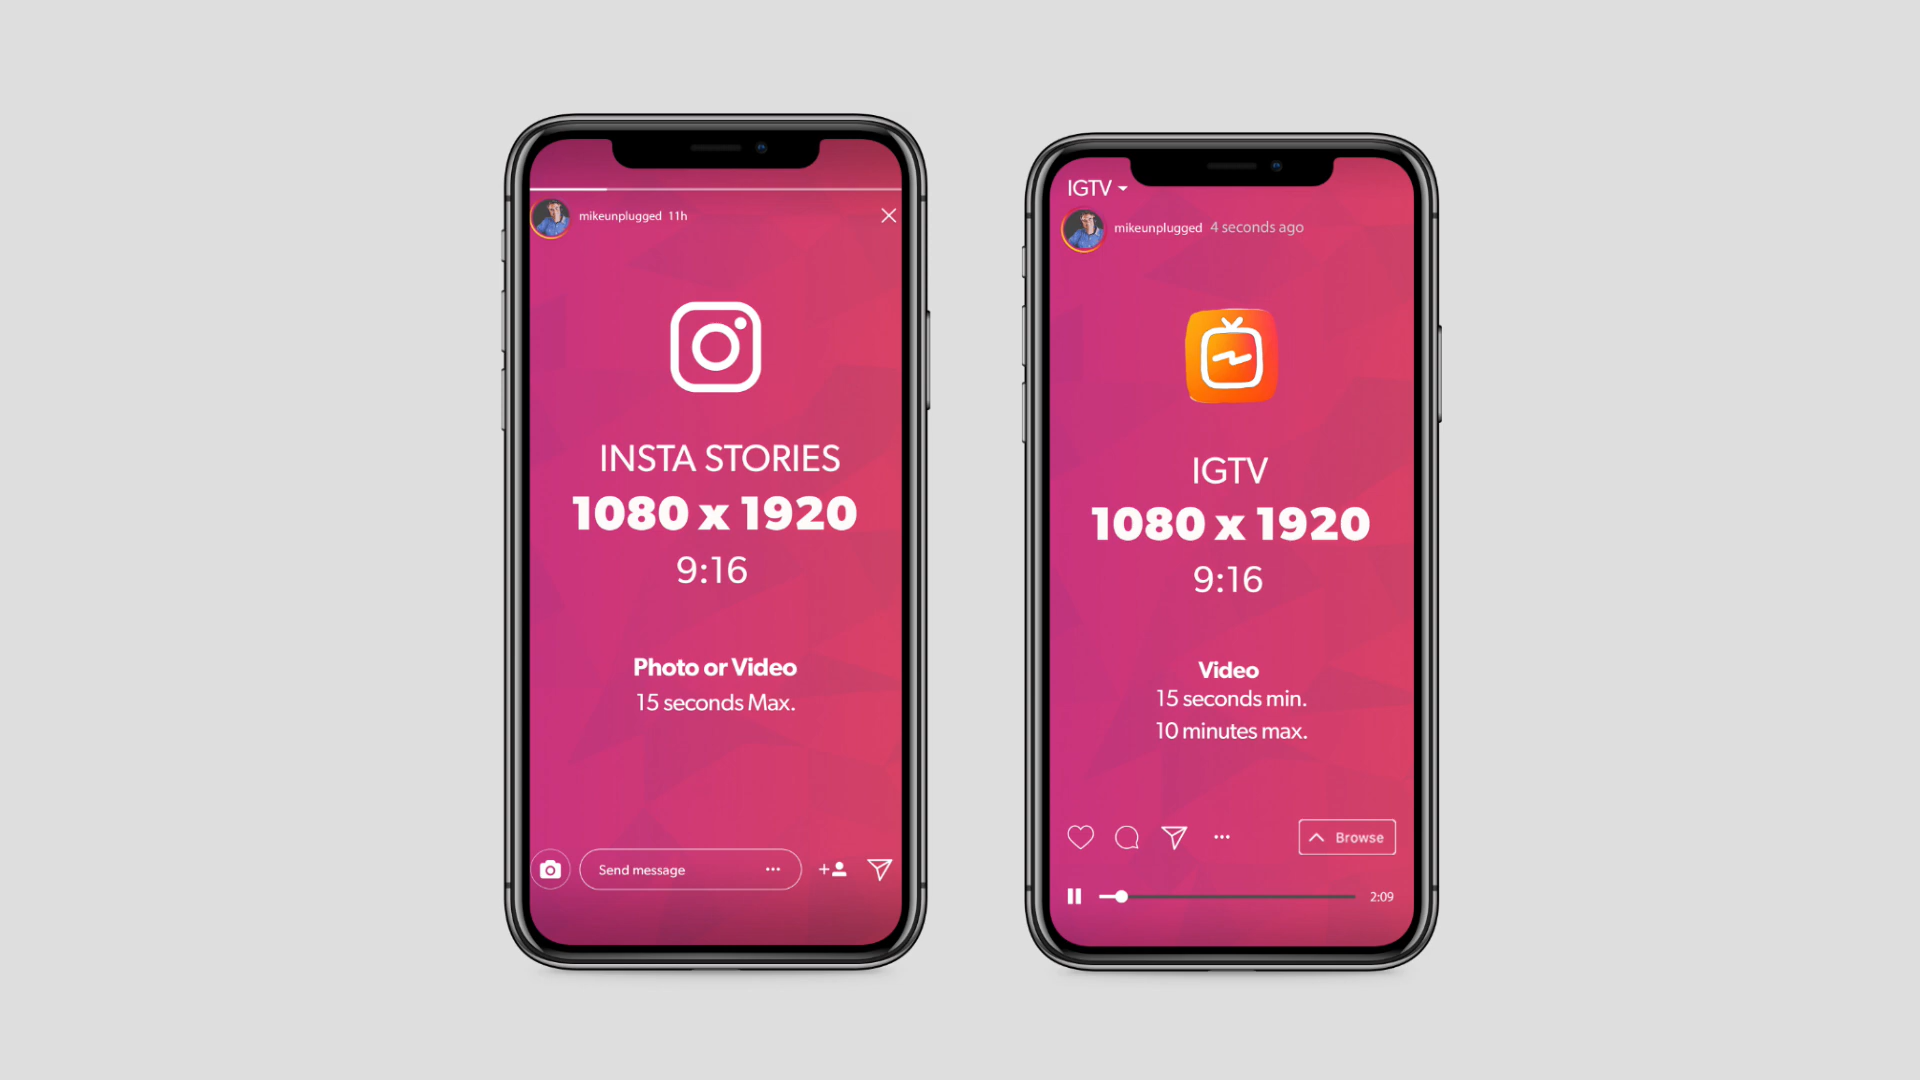 mikeunplugged 11h
INSTA STORIES
1080 x 1920
9:16
Photo or Video
15 seconds Max.
Send message
IGTV
mikeunplugged 4 seconds ago
IGTV
1080 x 1920
9:16
Video
15 seconds min.
10 minutes max.
Browse
2:09